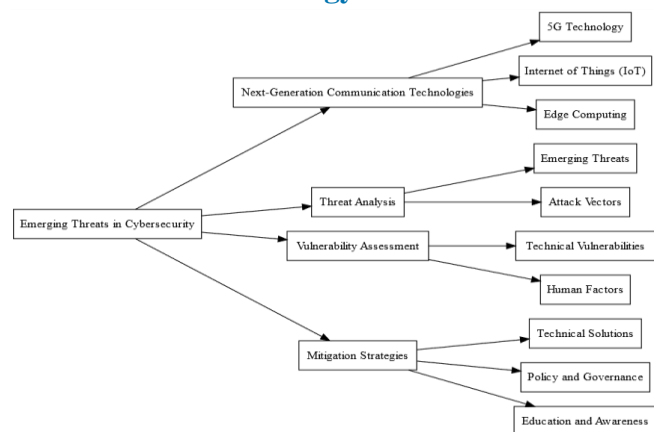 5G Technology
Internet of Things (IoT)
Next-Generation Communication Technologies
Edge Computing
Emerging Threats
Threat Analysis
Attack Vectors
Emerging Threats in Cybersecurity
Vulnerability Assessment
Technical Vulnerabilities
Human Factors
Technical Solutions
Mitigation Strategies
Policy and Governance
Education and Awareness